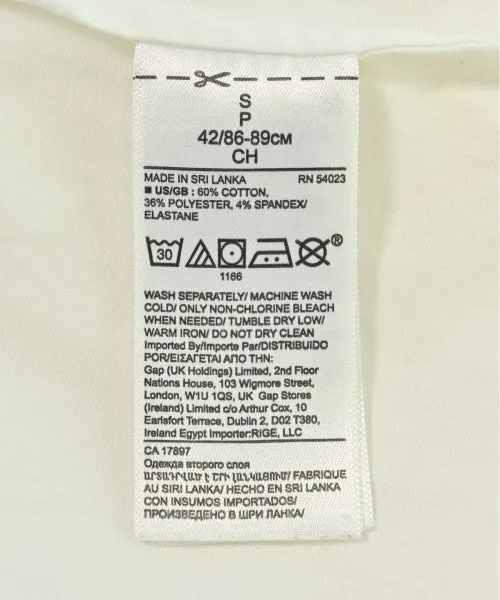 S
P
42/86-89CM
CH
MADE IN SRI LANKA RN 54023
■ US/GB : 60% COTTON,
36% POLYESTER, 4% SPANDEX/
ELASTANE
30
®
1166
WASH SEPARATELY/ MACHINE WASH
COLD/ ONLY NON-CHLORINE BLEACH
WHEN NEEDED/ TUMBLE DRY LOW/
WARM IRON/ DO NOT DRY CLEAN
Imported By/Importe Par/DISTRIBUIDO
POR/ΕΙΣΑΓΕΤΑΙ ΑΠΟ ΤΗΝ:
Gap (UK Holdings) Limited, 2nd Floor
Nations House, 103 Wigmore Street,
London, W1U 1QS, UK Gap Stores
(Ireland) Limited c/o Arthur Cox, 10
Earlsfort Terrace, Dublin 2, D02 T380,
Ireland Egypt Importer:RIGE, LLC
CA 17897
Одежда второго слоя
ԱՐՏԱԴՐՎԱԾ Է ՇՐԻ ԼԱՆԿԱՅՈՒՄ/ FABRIQUE
AU SIRI LANKA/ HECHO EN SRI LANKA
CON INSUMOS IMPORTADOS/
ПРОИЗВЕДЕНО В ШРИ ЛАНКА/